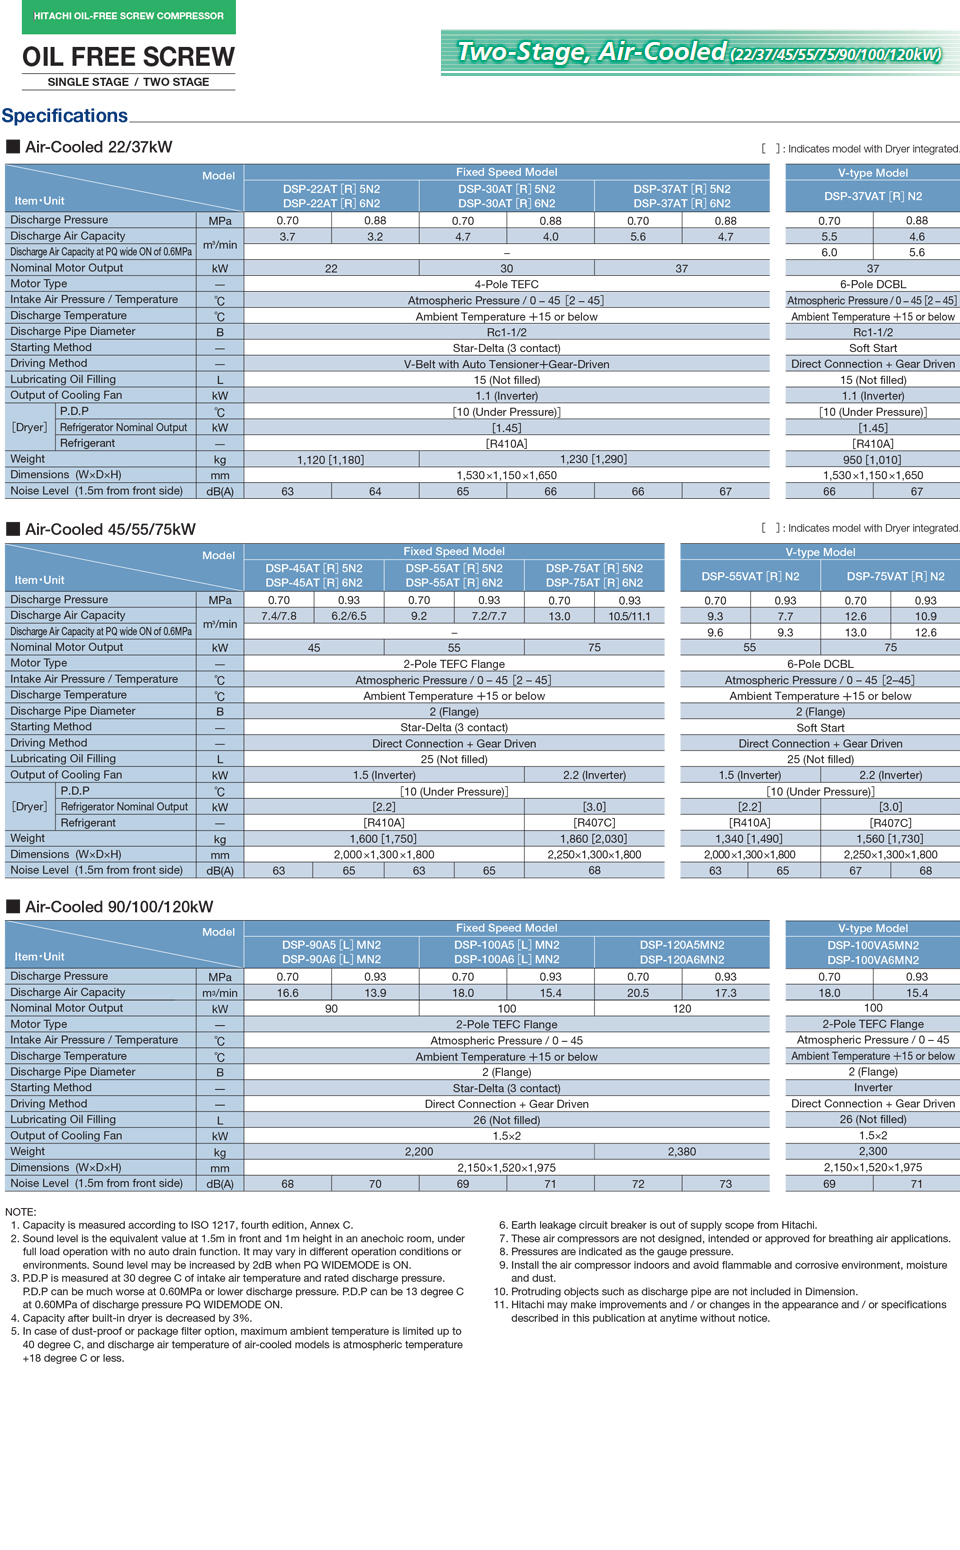 HITACHI OIL-FREE SCREW COMPRESSOR
OIL FREE SCREW
SINGLE STAGE / TWO STAGE
Two-Stage, Air-Cooled (22/37/45/55/75/90/100/120kW)
Specifications
■ Air-Cooled 22/37kW
[ ] : Indicates model with Dryer integrated.
Model Fixed Speed Model V-type Model
Item・Unit DSP-22AT [R] 5N2 DSP-30AT [R] 5N2 DSP-37AT [R] 5N2 DSP-37VAT [R] N2
DSP-22AT [R] 6N2 DSP-30AT [R] 6N2 DSP-37AT [R] 6N2
Discharge Pressure MPa 0.70 0.88 0.70 0.88 0.70 0.88 0.70 0.88
Discharge Air Capacity m³/min 3.7 3.2 4.7 4.0 5.6 4.7 5.5 4.6
Discharge Air Capacity at PQ wide ON of 0.6MPa – 6.0 5.6
Nominal Motor Output kW 22 30 37 37
Motor Type — 4-Pole TEFC 6-Pole DCBL
Intake Air Pressure / Temperature °C Atmospheric Pressure / 0 – 45 [2 – 45] Atmospheric Pressure / 0 – 45 [2 – 45]
Discharge Temperature °C Ambient Temperature +15 or below Ambient Temperature +15 or below
Discharge Pipe Diameter B Rc1-1/2 Rc1-1/2
Starting Method — Star-Delta (3 contact) Soft Start
Driving Method — V-Belt with Auto Tensioner+Gear-Driven Direct Connection + Gear Driven
Lubricating Oil Filling L 15 (Not filled) 15 (Not filled)
Output of Cooling Fan kW 1.1 (Inverter) 1.1 (Inverter)
[Dryer] P.D.P °C [10 (Under Pressure)] [10 (Under Pressure)]
Refrigerator Nominal Output kW [1.45] [1.45]
Refrigerant — [R410A] [R410A]
Weight kg 1,120 [1,180] 1,230 [1,290] 950 [1,010]
Dimensions (W×D×H) mm 1,530×1,150×1,650 1,530×1,150×1,650
Noise Level (1.5m from front side) dB(A) 63 64 65 66 66 67 66 67
■ Air-Cooled 45/55/75kW
[ ] : Indicates model with Dryer integrated.
Model Fixed Speed Model V-type Model
Item・Unit DSP-45AT [R] 5N2 DSP-55AT [R] 5N2 DSP-75AT [R] 5N2 DSP-55VAT [R] N2 DSP-75VAT [R] N2
DSP-45AT [R] 6N2 DSP-55AT [R] 6N2 DSP-75AT [R] 6N2
Discharge Pressure MPa 0.70 0.93 0.70 0.93 0.70 0.93 0.70 0.93 0.70 0.93
Discharge Air Capacity m³/min 7.4/7.8 6.2/6.5 9.2 7.2/7.7 13.0 10.5/11.1 9.3 7.7 12.6 10.9
Discharge Air Capacity at PQ wide ON of 0.6MPa – 9.6 9.3 13.0 12.6
Nominal Motor Output kW 45 55 75 55 75
Motor Type — 2-Pole TEFC Flange 6-Pole DCBL
Intake Air Pressure / Temperature °C Atmospheric Pressure / 0 – 45 [2 – 45] Atmospheric Pressure / 0 – 45 [2–45]
Discharge Temperature °C Ambient Temperature +15 or below Ambient Temperature +15 or below
Discharge Pipe Diameter B 2 (Flange) 2 (Flange)
Starting Method — Star-Delta (3 contact) Soft Start
Driving Method — Direct Connection + Gear Driven Direct Connection + Gear Driven
Lubricating Oil Filling L 25 (Not filled) 25 (Not filled)
Output of Cooling Fan kW 1.5 (Inverter) 2.2 (Inverter) 1.5 (Inverter) 2.2 (Inverter)
[Dryer] P.D.P °C [10 (Under Pressure)] [10 (Under Pressure)]
Refrigerator Nominal Output kW [2.2] [3.0] [2.2] [3.0]
Refrigerant — [R410A] [R407C] [R410A] [R407C]
Weight kg 1,600 [1,750] 1,860 [2,030] 1,340 [1,490] 1,560 [1,730]
Dimensions (W×D×H) mm 2,000×1,300×1,800 2,250×1,300×1,800 2,000×1,300×1,800 2,250×1,300×1,800
Noise Level (1.5m from front side) dB(A) 63 65 63 65 68 63 65 67 68
■ Air-Cooled 90/100/120kW
Model Fixed Speed Model V-type Model
Item・Unit DSP-90A5 [L] MN2 DSP-100A5 [L] MN2 DSP-120A5MN2 DSP-100VA5MN2
DSP-90A6 [L] MN2 DSP-100A6 [L] MN2 DSP-120A6MN2 DSP-100VA6MN2
Discharge Pressure MPa 0.70 0.93 0.70 0.93 0.70 0.93 0.70 0.93
Discharge Air Capacity m³/min 16.6 13.9 18.0 15.4 20.5 17.3 18.0 15.4
Nominal Motor Output kW 90 100 120 100
Motor Type — 2-Pole TEFC Flange 2-Pole TEFC Flange
Intake Air Pressure / Temperature °C Atmospheric Pressure / 0 – 45 Atmospheric Pressure / 0 – 45
Discharge Temperature °C Ambient Temperature +15 or below Ambient Temperature +15 or below
Discharge Pipe Diameter B 2 (Flange) 2 (Flange)
Starting Method — Star-Delta (3 contact) Inverter
Driving Method — Direct Connection + Gear Driven Direct Connection + Gear Driven
Lubricating Oil Filling L 26 (Not filled) 26 (Not filled)
Output of Cooling Fan kW 1.5×2 1.5×2
Weight kg 2,200 2,380 2,300
Dimensions (W×D×H) mm 2,150×1,520×1,975 2,150×1,520×1,975
Noise Level (1.5m from front side) dB(A) 68 70 69 71 72 73 69 71
NOTE:
1. Capacity is measured according to ISO 1217, fourth edition, Annex C.
2. Sound level is the equivalent value at 1.5m in front and 1m height in an anechoic room, under
full load operation with no auto drain function. It may vary in different operation conditions or
environments. Sound level may be increased by 2dB when PQ WIDEMODE is ON.
3. P.D.P is measured at 30 degree C of intake air temperature and rated discharge pressure.
P.D.P can be much worse at 0.60MPa or lower discharge pressure. P.D.P can be 13 degree C
at 0.60MPa of discharge pressure PQ WIDEMODE ON.
4. Capacity after built-in dryer is decreased by 3%.
5. In case of dust-proof or package filter option, maximum ambient temperature is limited up to
40 degree C, and discharge air temperature of air-cooled models is atmospheric temperature
+18 degree C or less.
6. Earth leakage circuit breaker is out of supply scope from Hitachi.
7. These air compressors are not designed, intended or approved for breathing air applications.
8. Pressures are indicated as the gauge pressure.
9. Install the air compressor indoors and avoid flammable and corrosive environment, moisture
and dust.
10. Protruding objects such as discharge pipe are not included in Dimension.
11. Hitachi may make improvements and / or changes in the appearance and / or specifications
described in this publication at anytime without notice.